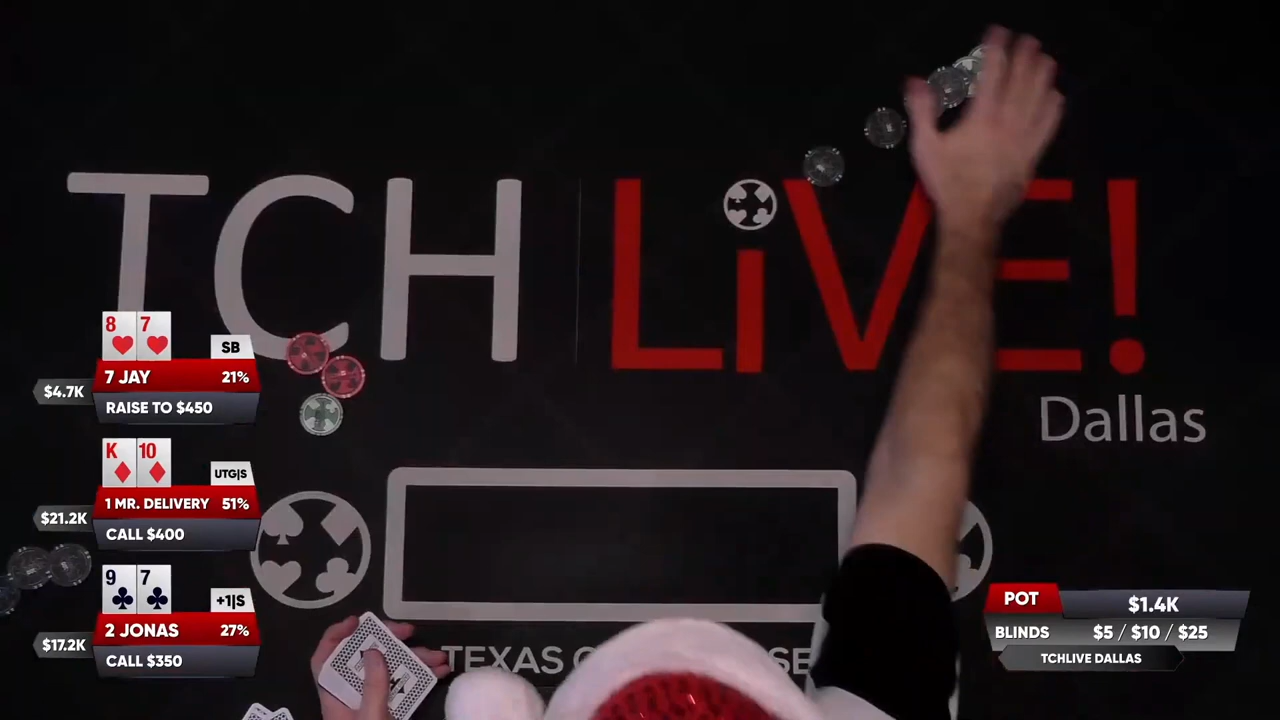 TCH LiVE!
Dallas
8 7
SB
7 JAY 21%
$4.7K
RAISE TO $450
K 10
UTG|S
1 MR. DELIVERY 51%
$21.2K
CALL $400
9 7
+1|S
2 JONAS 27%
$17.2K
CALL $350
TEXAS
POT $1.4K
BLINDS $5 / $10 / $25
TCHLIVE DALLAS